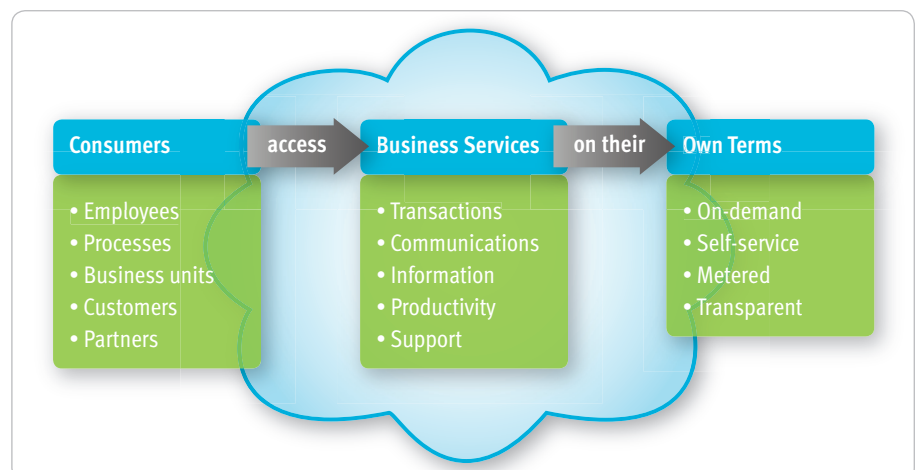 Consumers
access
Business Services
on their
Own Terms
• Employees
• Processes
• Business units
• Customers
• Partners
• Transactions
• Communications
• Information
• Productivity
• Support
• On-demand
• Self-service
• Metered
• Transparent